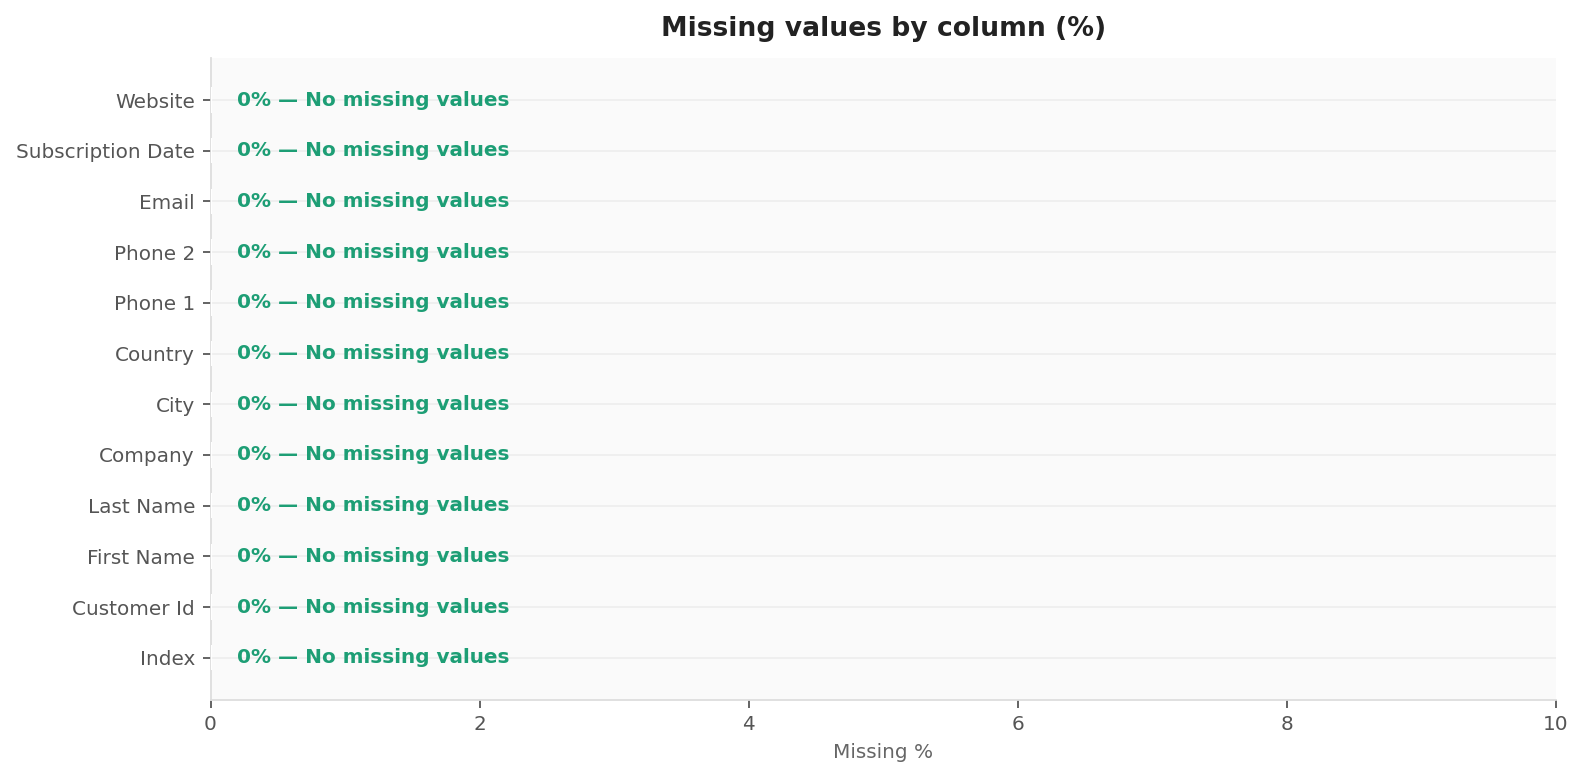 Missing values by column (%)
Website 0% — No missing values
Subscription Date 0% — No missing values
Email 0% — No missing values
Phone 2 0% — No missing values
Phone 1 0% — No missing values
Country 0% — No missing values
City 0% — No missing values
Company 0% — No missing values
Last Name 0% — No missing values
First Name 0% — No missing values
Customer Id 0% — No missing values
Index 0% — No missing values
0 2 4 6 8 10
Missing %